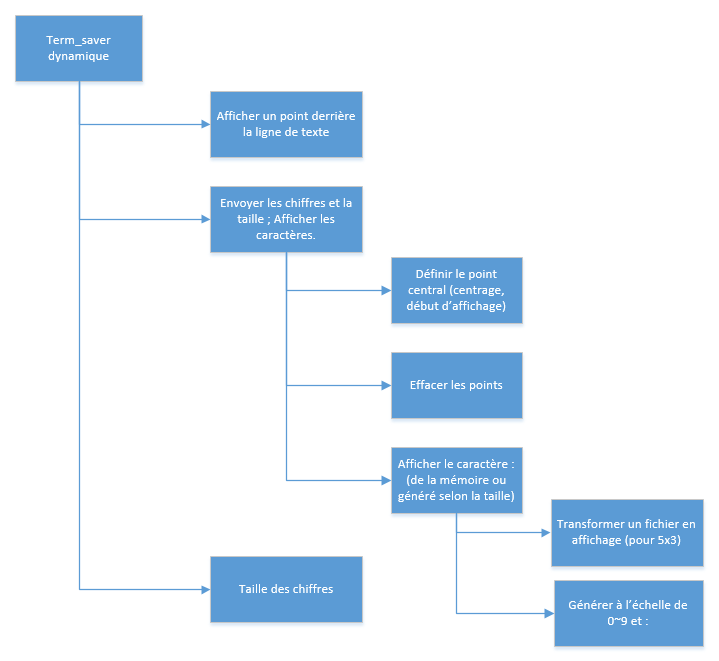 Term_saver
dynamique
Afficher un point derrière
la ligne de texte
Envoyer les chiffres et la
taille ; Afficher les
caractères.
Définir le point
central (centrage,
début d’affichage)
Effacer les points
Afficher le caractère :
(de la mémoire ou
généré selon la taille)
Transformer un fichier en
affichage (pour 5x3)
Générer à l’échelle de
0~9 et :
Taille des chiffres